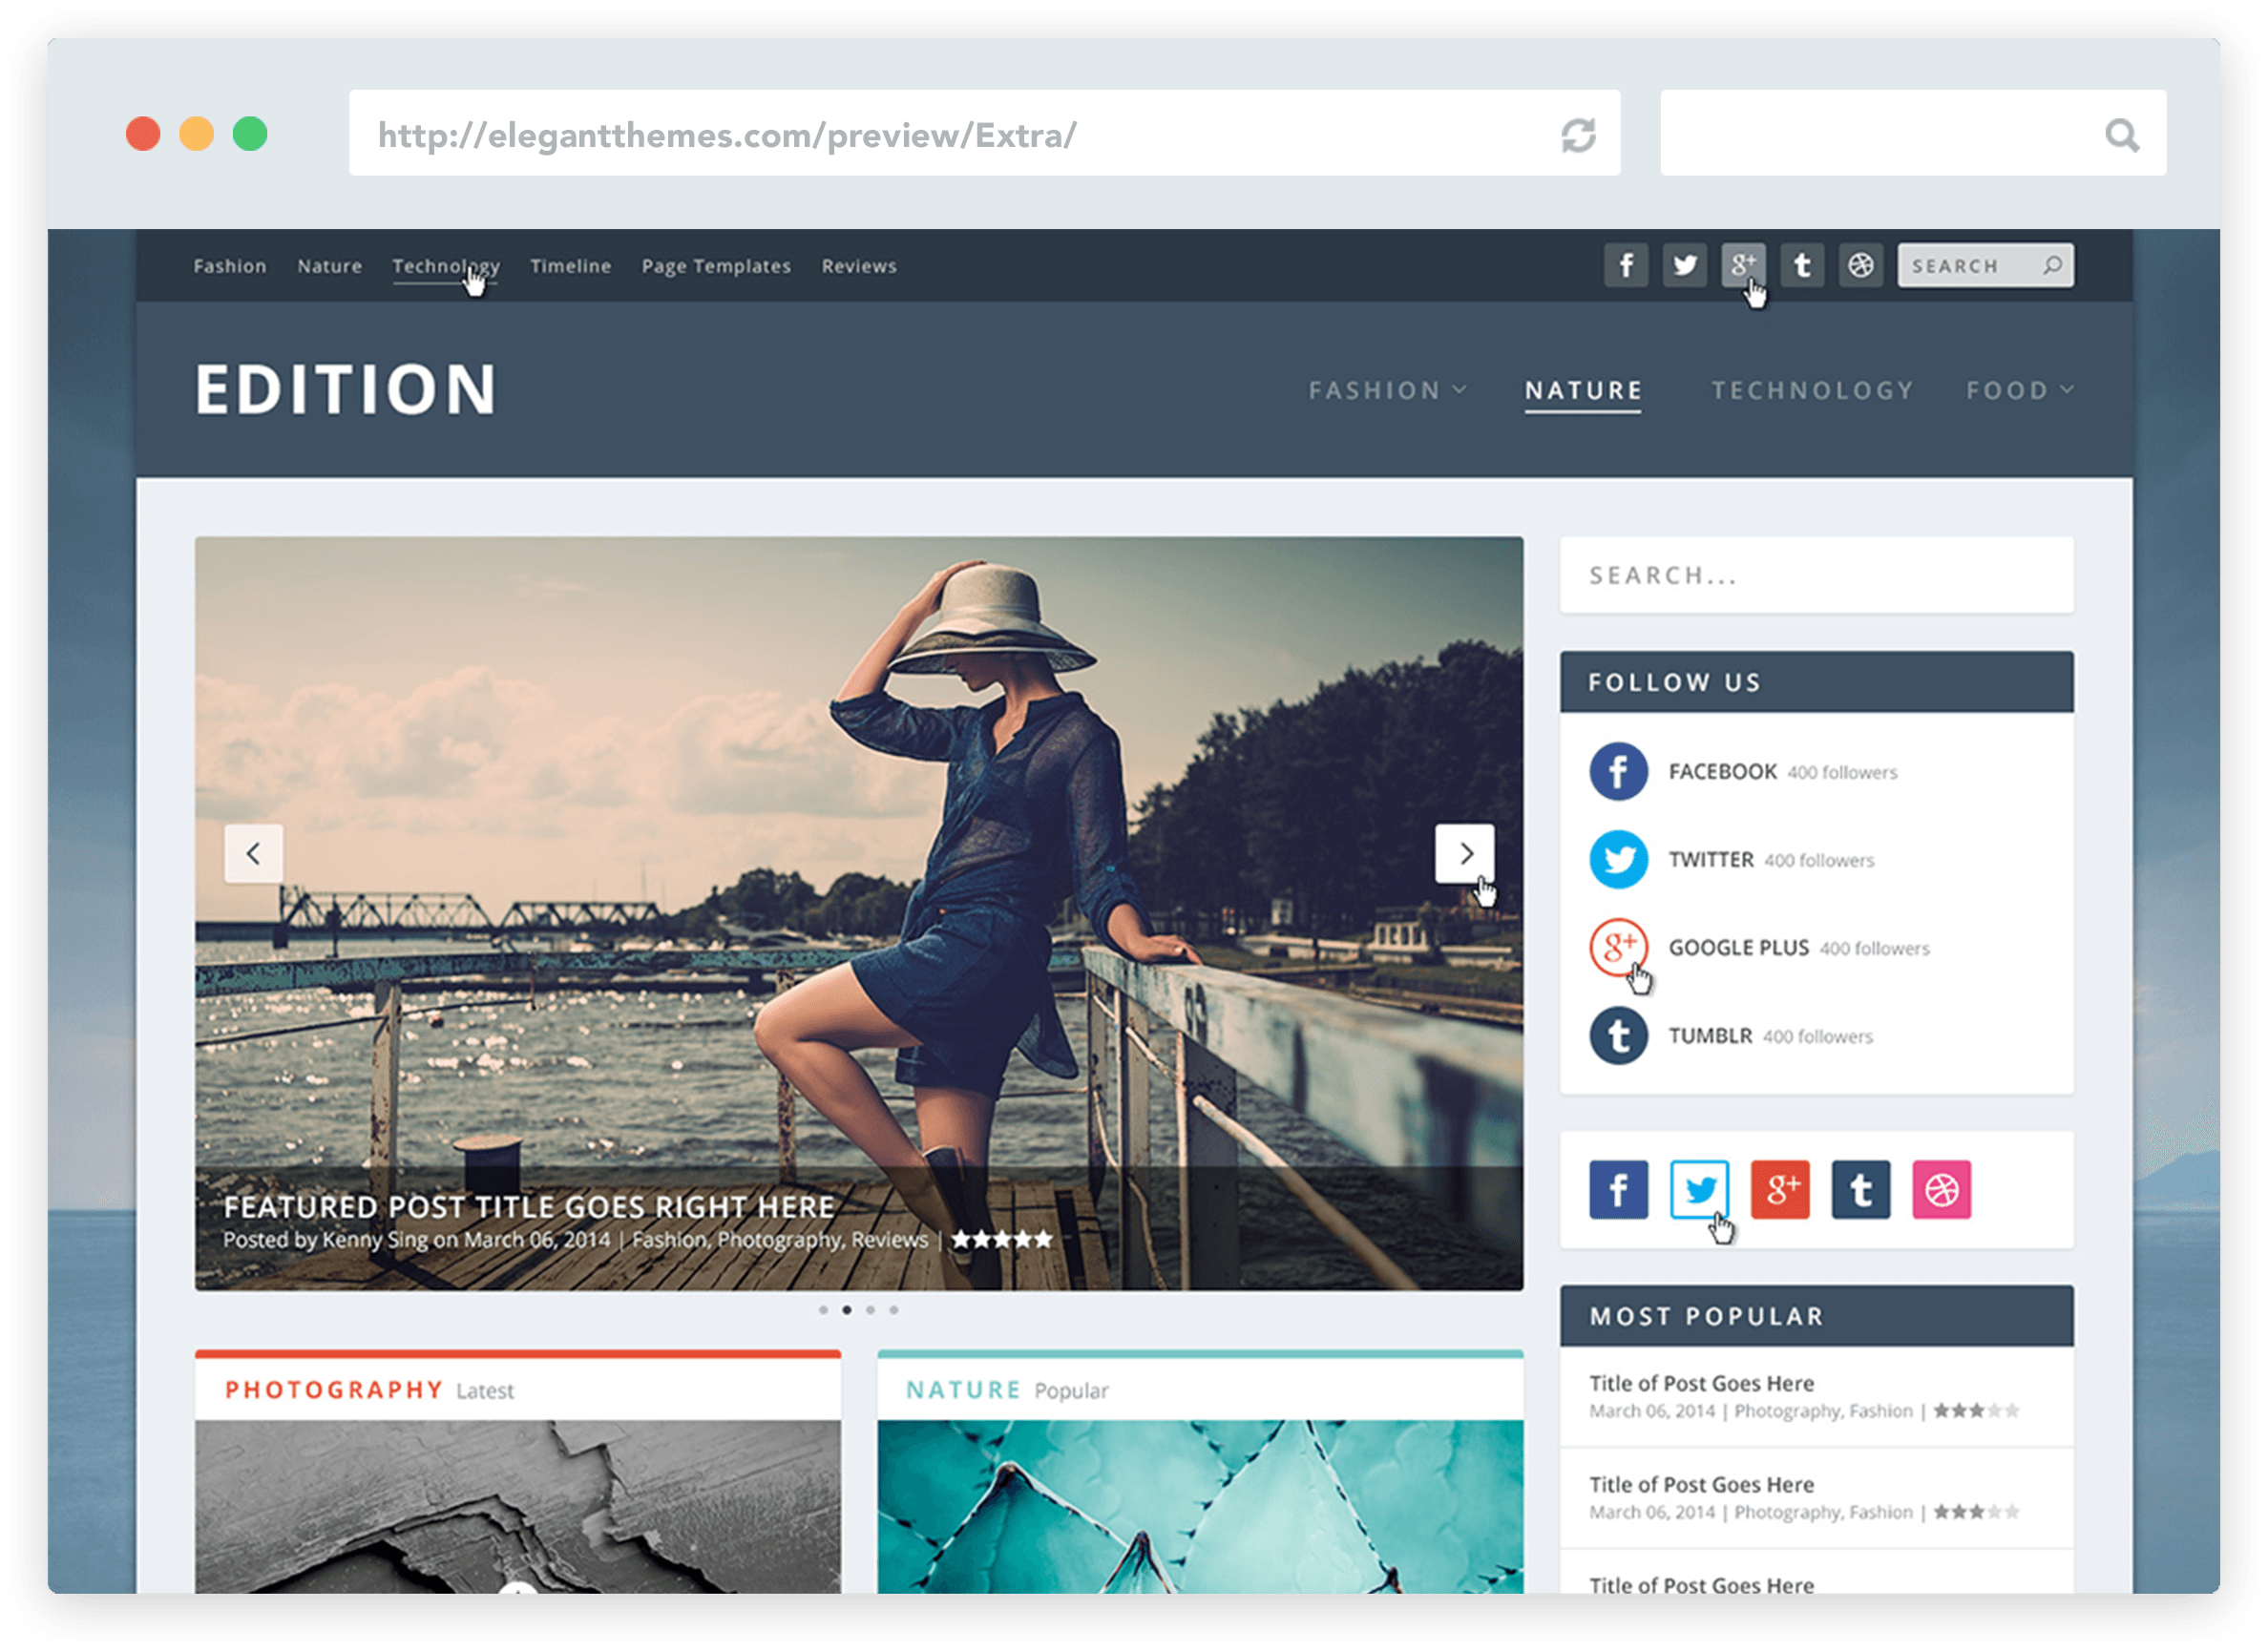 http://elegantthemes.com/preview/Extra/
Fashion Nature Technology Timeline Page Templates Reviews
SEARCH
EDITION
FASHION NATURE TECHNOLOGY FOOD
SEARCH...
FOLLOW US
FACEBOOK 400 followers
TWITTER 400 followers
g+ GOOGLE PLUS 400 followers
TUMBLR 400 followers
FEATURED POST TITLE GOES RIGHT HERE
Posted by Kenny Sing on March 06, 2014 | Fashion, Photography, Reviews | ★★★★★
MOST POPULAR
Title of Post Goes Here
March 06, 2014 | Photography, Fashion | ★★★★★
Title of Post Goes Here
March 06, 2014 | Photography, Fashion | ★★★★★
Title of Post Goes Here
PHOTOGRAPHY Latest
NATURE Popular